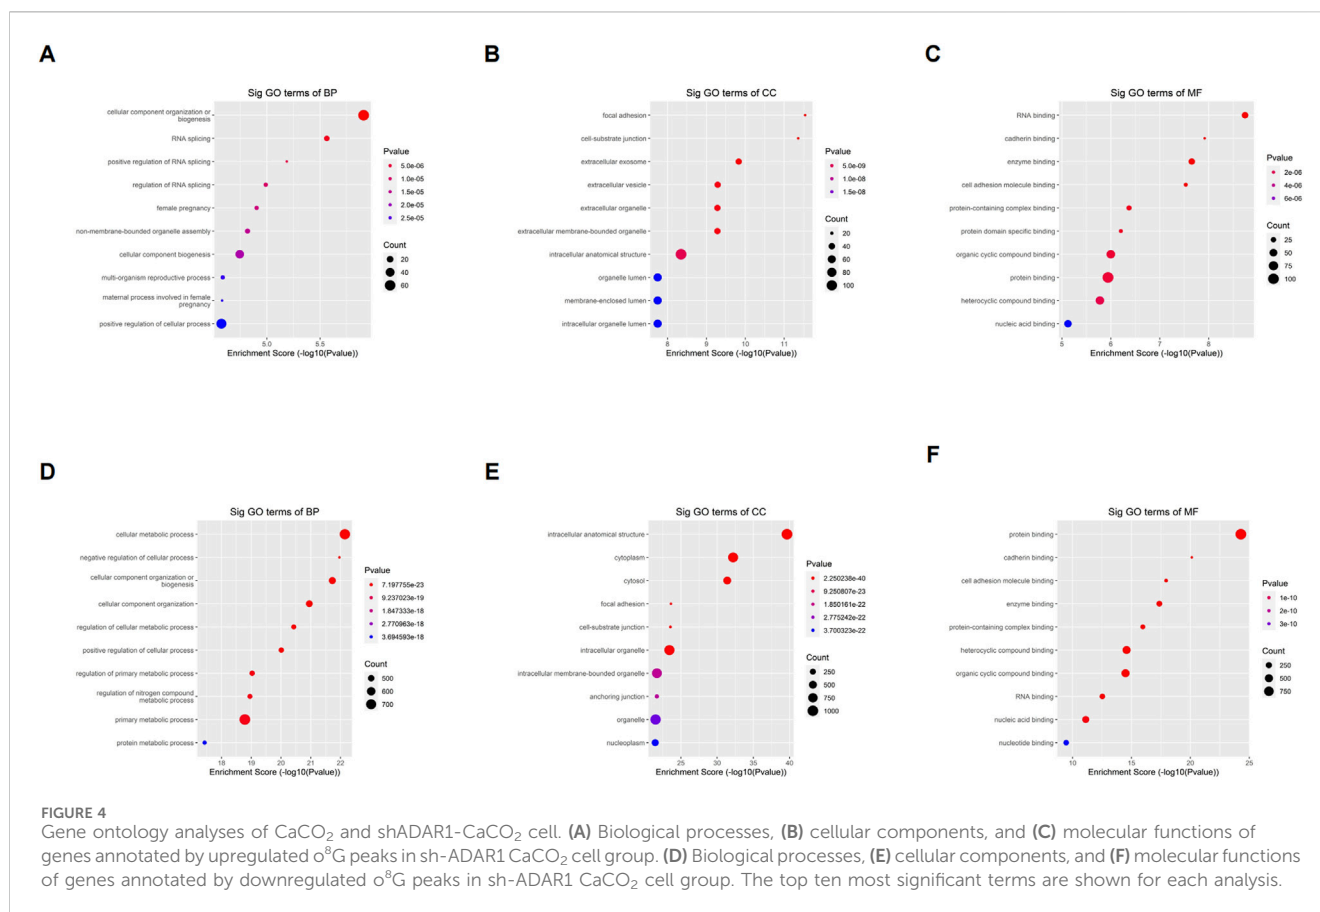 A
Sig GO terms of BP
cellular component organization or
biogenesis
RNA splicing
positive regulation of RNA splicing
regulation of RNA splicing
female pregnancy
non-membrane-bounded organelle assembly
cellular component biogenesis
multi-organism reproductive process
maternal process involved in female
pregnancy
positive regulation of cellular process
5.0
5.5
Enrichment Score (-log10(Pvalue))
Pvalue
5.0e-06
1.0e-05
1.5e-05
2.0e-05
2.5e-05
Count
20
40
60
B
Sig GO terms of CC
focal adhesion
cell-substrate junction
extracellular exosome
extracellular vesicle
extracellular organelle
extracellular membrane-bounded organelle
intracellular anatomical structure
organelle lumen
membrane-enclosed lumen
intracellular organelle lumen
8
9
10
11
Enrichment Score (-log10(Pvalue))
Pvalue
5.0e-09
1.0e-08
1.5e-08
Count
20
40
60
80
100
C
Sig GO terms of MF
RNA binding
cadherin binding
enzyme binding
cell adhesion molecule binding
protein-containing complex binding
protein domain specific binding
organic cyclic compound binding
protein binding
heterocyclic compound binding
nucleic acid binding
5
6
7
8
Enrichment Score (-log10(Pvalue))
Pvalue
2e-06
4e-06
6e-06
Count
25
50
75
100
D
Sig GO terms of BP
cellular metabolic process
negative regulation of cellular process
cellular component organization or
biogenesis
cellular component organization
regulation of cellular metabolic process
positive regulation of cellular process
regulation of primary metabolic process
regulation of nitrogen compound
metabolic process
primary metabolic process
protein metabolic process
18
19
20
21
22
Enrichment Score (-log10(Pvalue))
Pvalue
7.197755e-23
9.237023e-19
1.847333e-18
2.770963e-18
3.694593e-18
Count
500
600
700
E
Sig GO terms of CC
intracellular anatomical structure
cytoplasm
cytosol
focal adhesion
cell-substrate junction
intracellular organelle
intracellular membrane-bounded organelle
anchoring junction
organelle
nucleoplasm
25
30
35
40
Enrichment Score (-log10(Pvalue))
Pvalue
2.250238e-40
9.250807e-23
1.850161e-22
2.775242e-22
3.700323e-22
Count
250
500
750
1000
F
Sig GO terms of MF
protein binding
cadherin binding
cell adhesion molecule binding
enzyme binding
protein-containing complex binding
heterocyclic compound binding
organic cyclic compound binding
RNA binding
nucleic acid binding
nucleotide binding
10
15
20
25
Enrichment Score (-log10(Pvalue))
Pvalue
1e-10
2e-10
3e-10
Count
250
500
750
FIGURE 4
Gene ontology analyses of CaCO₂ and shADAR1-CaCO₂ cell. (A) Biological processes, (B) cellular components, and (C) molecular functions of
genes annotated by upregulated o⁸G peaks in sh-ADAR1 CaCO₂ cell group. (D) Biological processes, (E) cellular components, and (F) molecular functions
of genes annotated by downregulated o⁸G peaks in sh-ADAR1 CaCO₂ cell group. The top ten most significant terms are shown for each analysis.